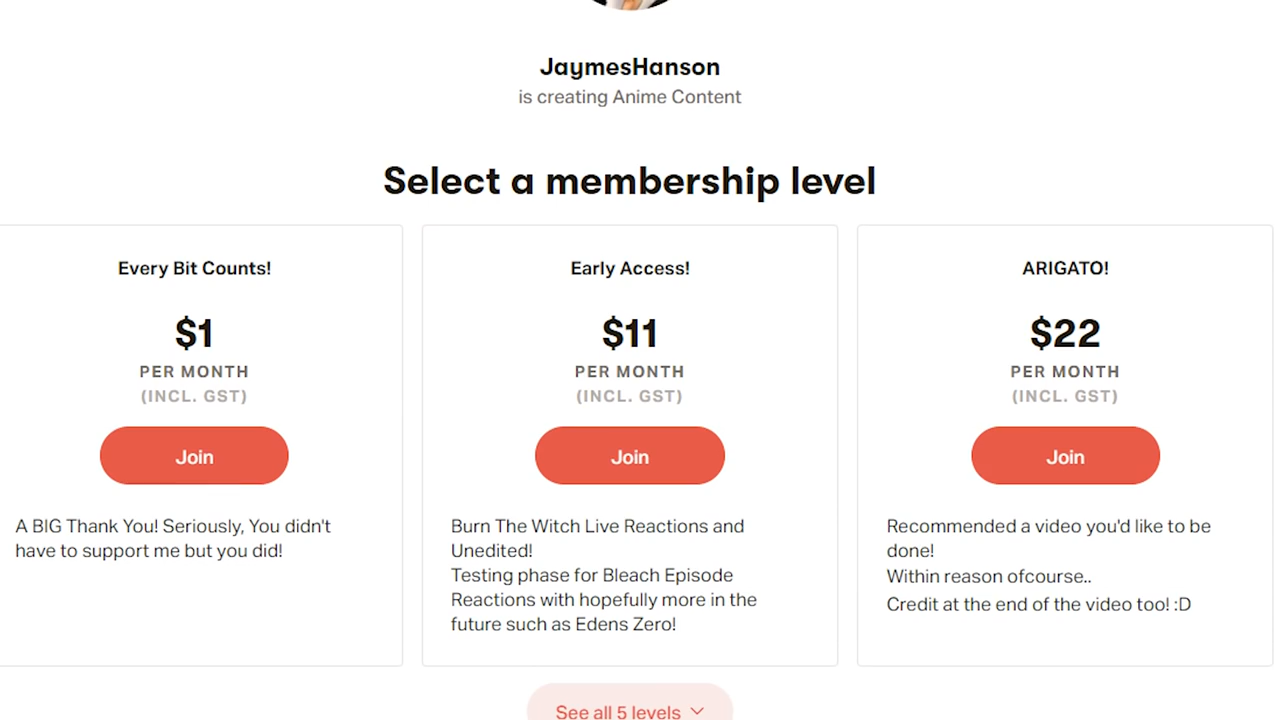 JaymesHanson
is creating Anime Content
Select a membership level
Every Bit Counts!
$1
PER MONTH
(INCL. GST)
Join
A BIG Thank You! Seriously, You didn't
have to support me but you did!
Early Access!
$11
PER MONTH
(INCL. GST)
Join
Burn The Witch Live Reactions and
Unedited!
Testing phase for Bleach Episode
Reactions with hopefully more in the
future such as Edens Zero!
ARIGATO!
$22
PER MONTH
(INCL. GST)
Join
Recommended a video you'd like to be
done!
Within reason ofcourse..
Credit at the end of the video too! :D
See all 5 levels